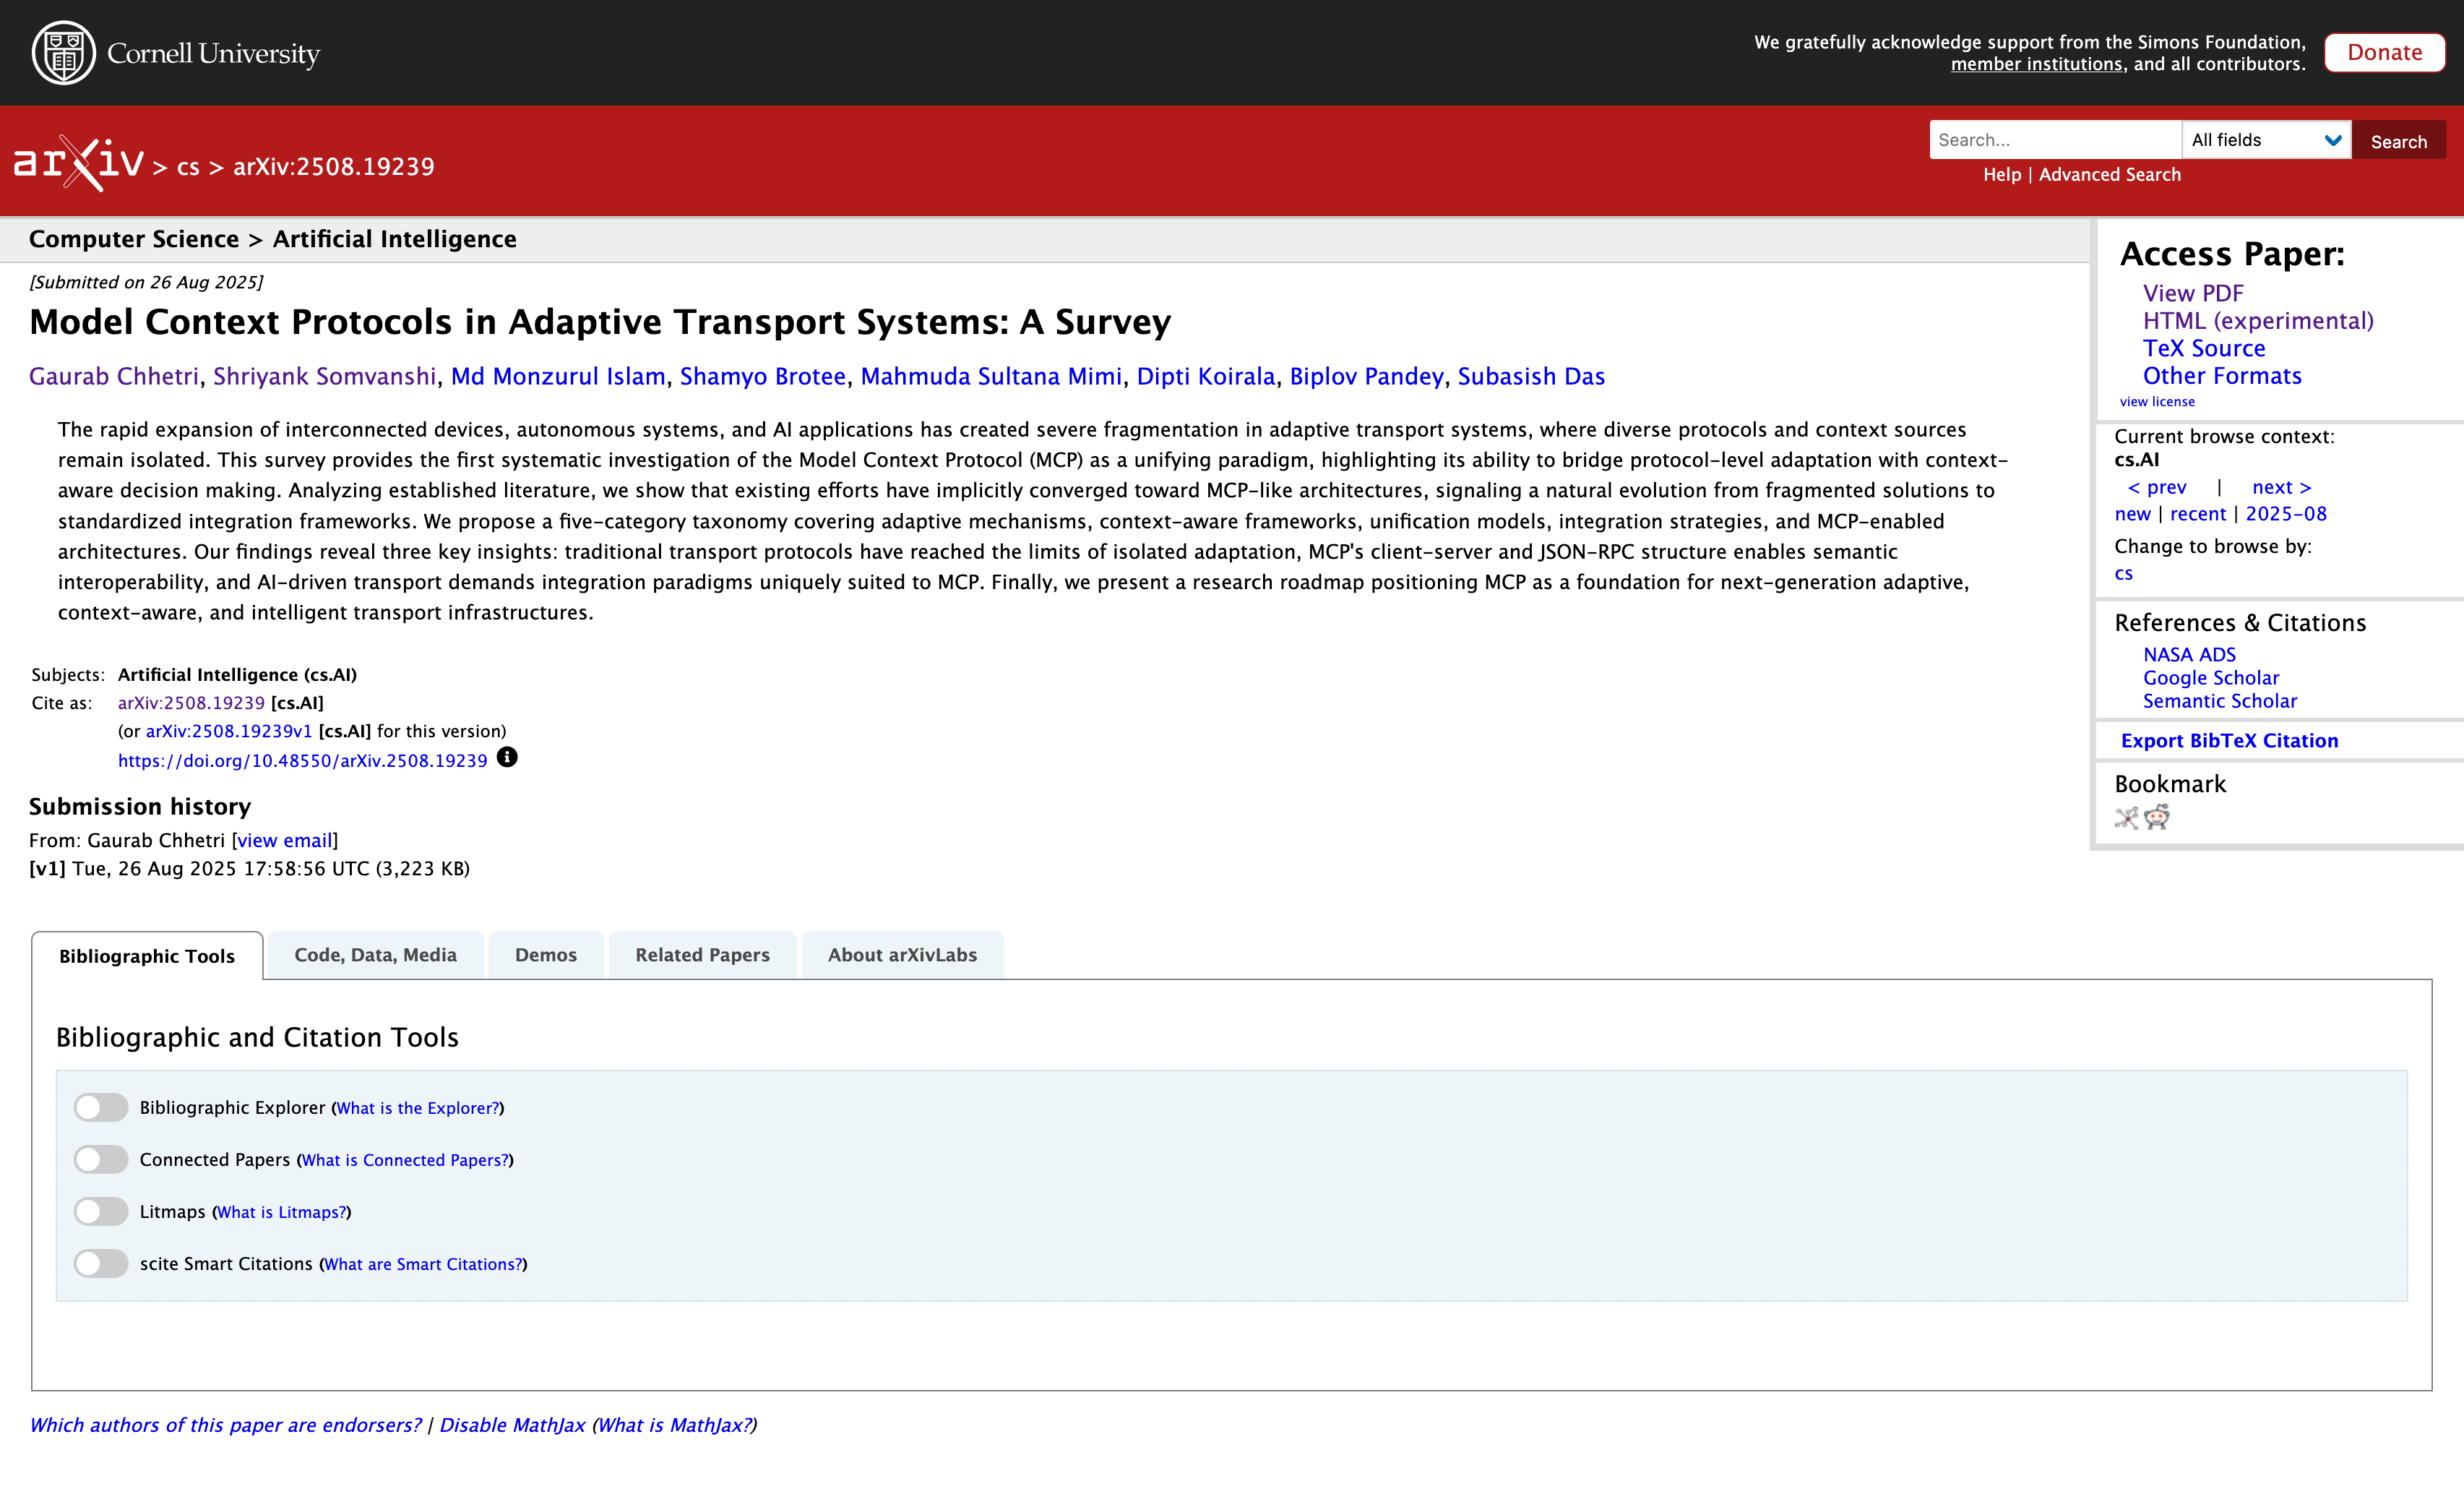 Cornell University
We gratefully acknowledge support from the Simons Foundation,
member institutions, and all contributors.
Donate
arXiv > cs > arXiv:2508.19239
Search...
All fields
Search
Help | Advanced Search
Computer Science > Artificial Intelligence
[Submitted on 26 Aug 2025]
Model Context Protocols in Adaptive Transport Systems: A Survey
Gaurab Chhetri, Shriyank Somvanshi, Md Monzurul Islam, Shamyo Brotee, Mahmuda Sultana Mimi, Dipti Koirala, Biplov Pandey, Subasish Das
The rapid expansion of interconnected devices, autonomous systems, and AI applications has created severe fragmentation in adaptive transport systems, where diverse protocols and context sources
remain isolated. This survey provides the first systematic investigation of the Model Context Protocol (MCP) as a unifying paradigm, highlighting its ability to bridge protocol-level adaptation with context-
aware decision making. Analyzing established literature, we show that existing efforts have implicitly converged toward MCP-like architectures, signaling a natural evolution from fragmented solutions to
standardized integration frameworks. We propose a five-category taxonomy covering adaptive mechanisms, context-aware frameworks, unification models, integration strategies, and MCP-enabled
architectures. Our findings reveal three key insights: traditional transport protocols have reached the limits of isolated adaptation, MCP's client-server and JSON-RPC structure enables semantic
interoperability, and AI-driven transport demands integration paradigms uniquely suited to MCP. Finally, we present a research roadmap positioning MCP as a foundation for next-generation adaptive,
context-aware, and intelligent transport infrastructures.
Subjects: Artificial Intelligence (cs.AI)
Cite as: arXiv:2508.19239 [cs.AI]
(or arXiv:2508.19239v1 [cs.AI] for this version)
https://doi.org/10.48550/arXiv.2508.19239
Submission history
From: Gaurab Chhetri [view email]
[v1] Tue, 26 Aug 2025 17:58:56 UTC (3,223 KB)
Access Paper:
View PDF
HTML (experimental)
TeX Source
Other Formats
view license
Current browse context:
cs.AI
< prev | next >
new | recent | 2025-08
Change to browse by:
cs
References & Citations
NASA ADS
Google Scholar
Semantic Scholar
Export BibTeX Citation
Bookmark
Bibliographic Tools
Code, Data, Media
Demos
Related Papers
About arXivLabs
Bibliographic and Citation Tools
Bibliographic Explorer (What is the Explorer?)
Connected Papers (What is Connected Papers?)
Litmaps (What is Litmaps?)
scite Smart Citations (What are Smart Citations?)
Which authors of this paper are endorsers? | Disable MathJax (What is MathJax?)